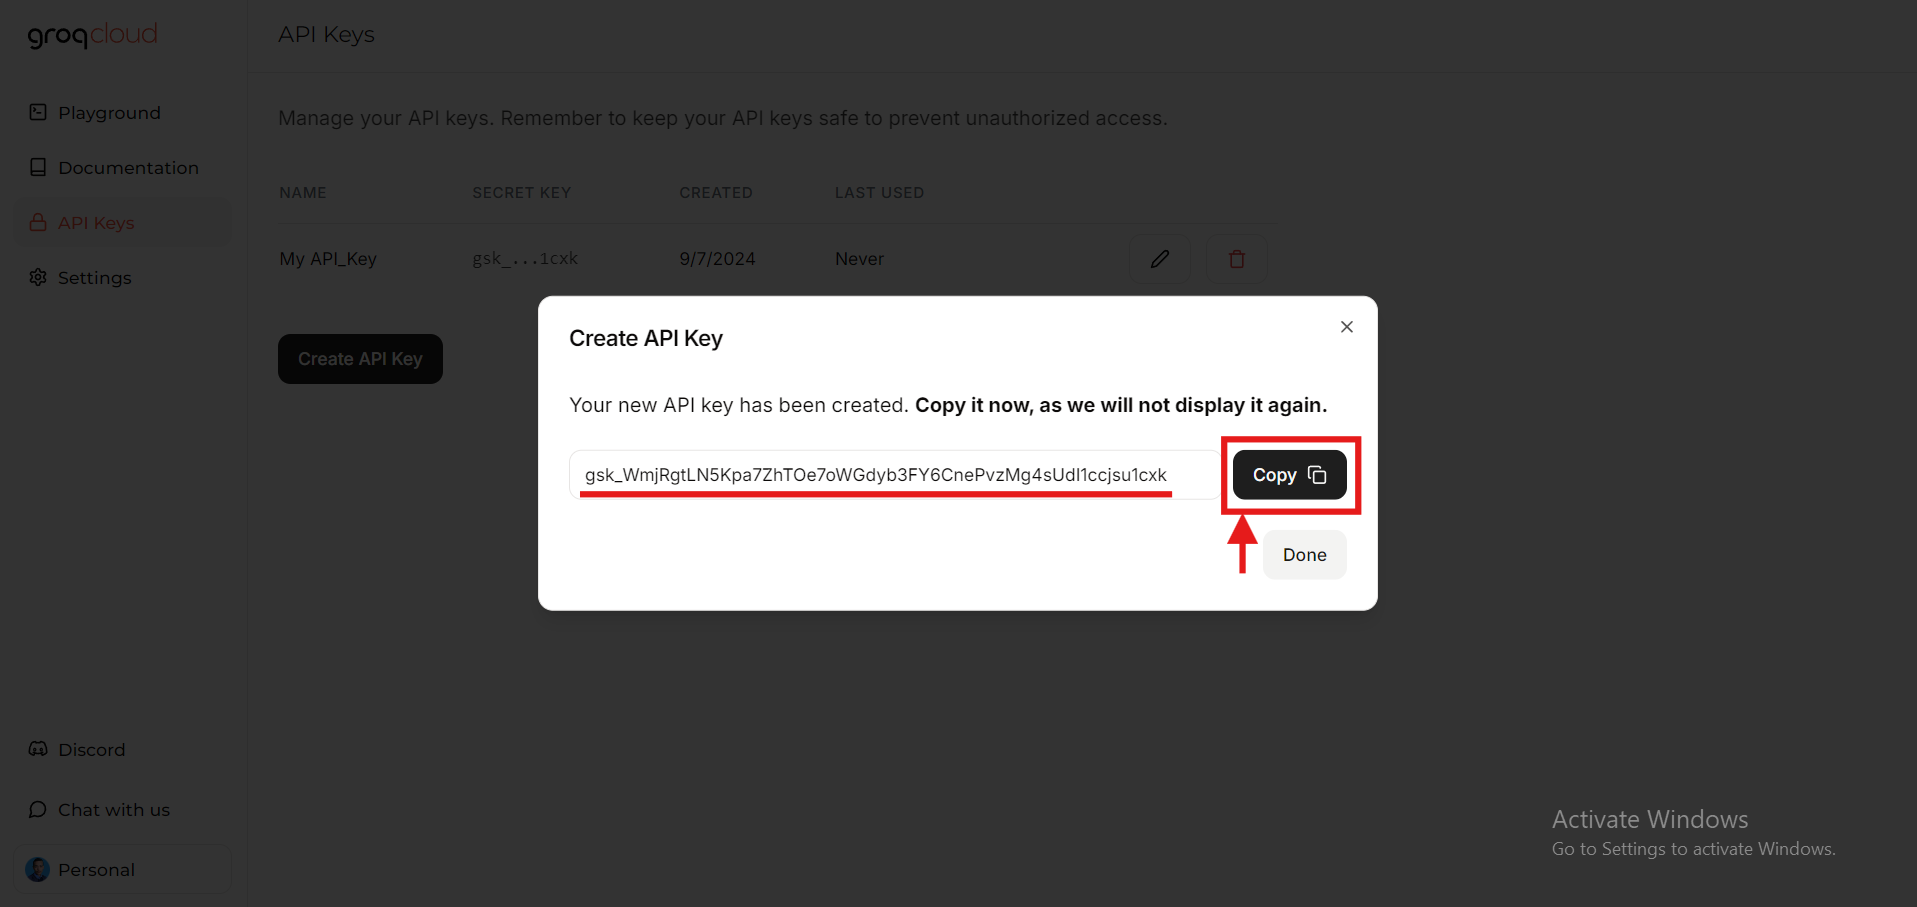 groqcloud
API Keys
Playground
Documentation
API Keys
Settings
Manage your API keys. Remember to keep your API keys safe to prevent unauthorized access.
NAME SECRET KEY CREATED LAST USED
My API_Key gsk_...1cxk 9/7/2024 Never
Create API Key
Create API Key
Your new API key has been created. Copy it now, as we will not display it again.
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
Copy
Done
Discord
Chat with us
Personal
Activate Windows
Go to Settings to activate Windows.